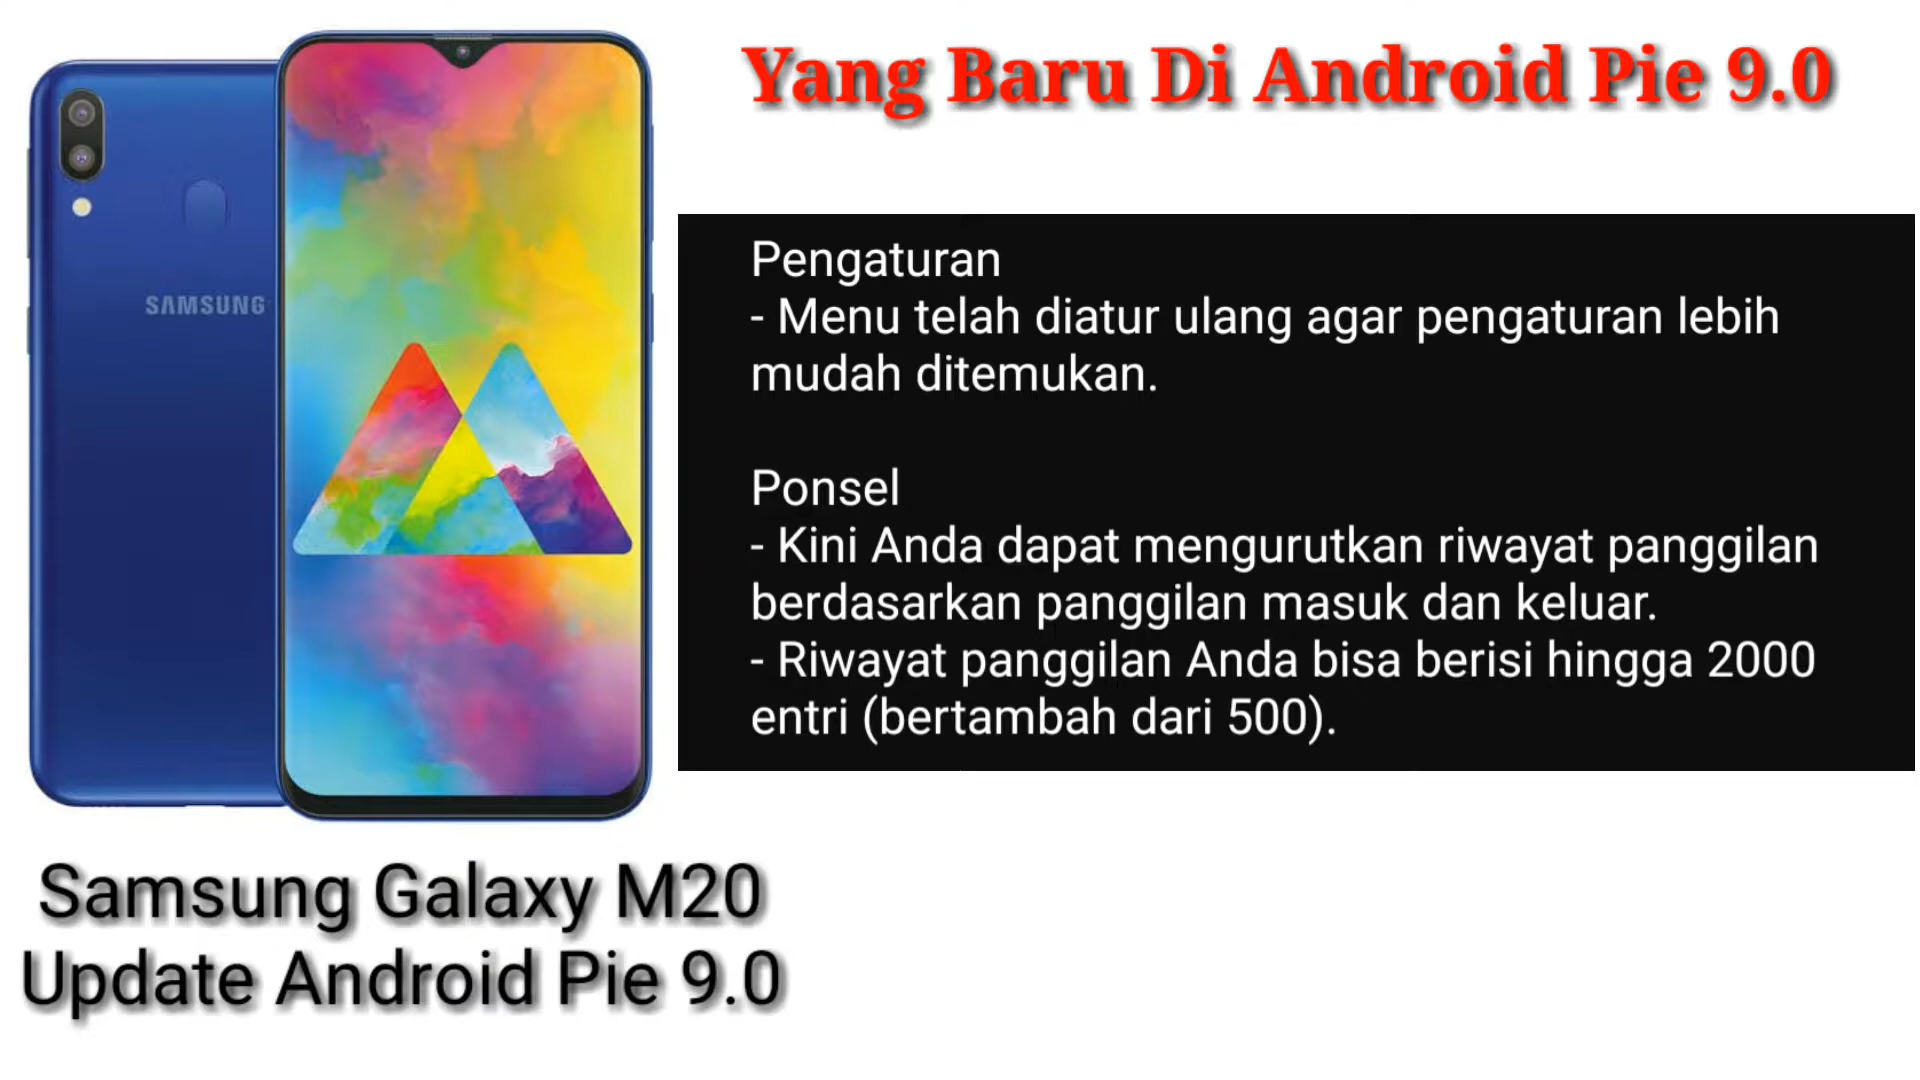 Yang Baru Di Android Pie 9.0
SAMSUNG
Pengaturan
- Menu telah diatur ulang agar pengaturan lebih
mudah ditemukan.
Ponsel
- Kini Anda dapat mengurutkan riwayat panggilan
berdasarkan panggilan masuk dan keluar.
- Riwayat panggilan Anda bisa berisi hingga 2000
entri (bertambah dari 500).
Samsung Galaxy M20
Update Android Pie 9.0